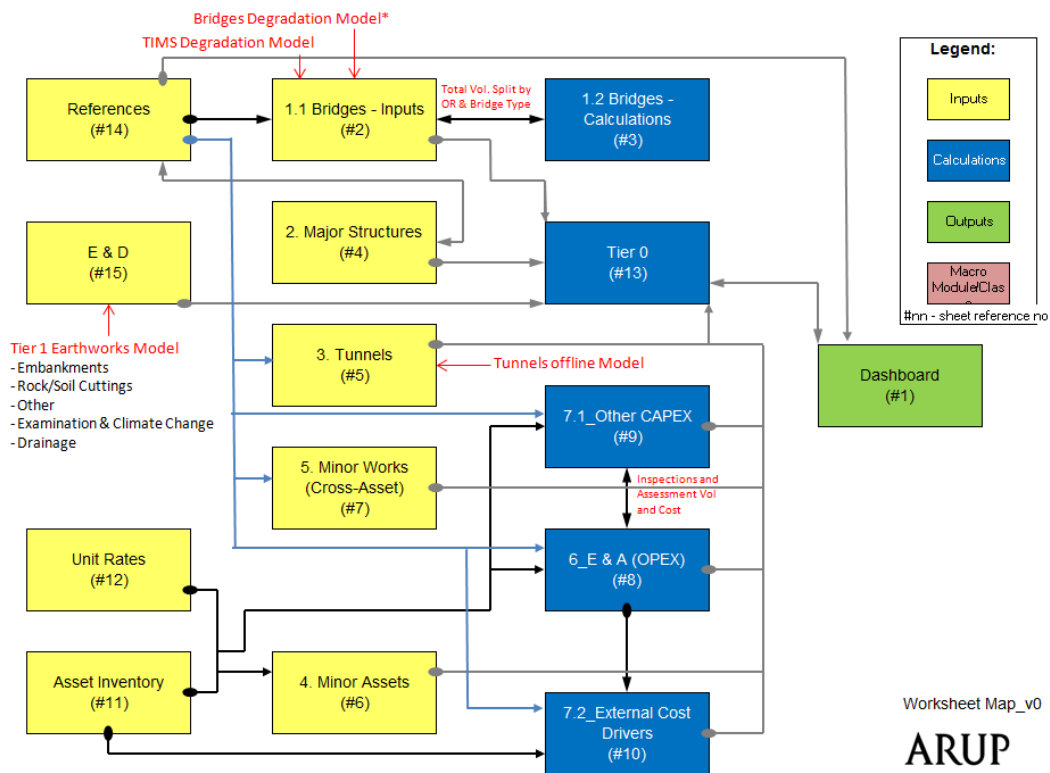 Bridges Degradation Model*
TIMS Degradation Model
Legend:
References
(#14)
1.1 Bridges - Inputs
(#2)
Total Vol. Split by
OR & Bridge Type
1.2 Bridges -
Calculations
(#3)
Inputs
Calculations
Outputs
Macro
Module/Clas
#nn - sheet reference no
E & D
(#15)
2. Major Structures
(#4)
Tier 0
(#13)
Tier 1 Earthworks Model
- Embankments
- Rock/Soil Cuttings
- Other
- Examination & Climate Change
- Drainage
3. Tunnels
(#5)
Tunnels offline Model
Dashboard
(#1)
7.1_Other CAPEX
(#9)
5. Minor Works
(Cross-Asset)
(#7)
Inspections and
Assessment Vol
and Cost
Unit Rates
(#12)
6_E & A (OPEX)
(#8)
Asset Inventory
(#11)
4. Minor Assets
(#6)
7.2_External Cost
Drivers
(#10)
Worksheet Map_v0
ARUP